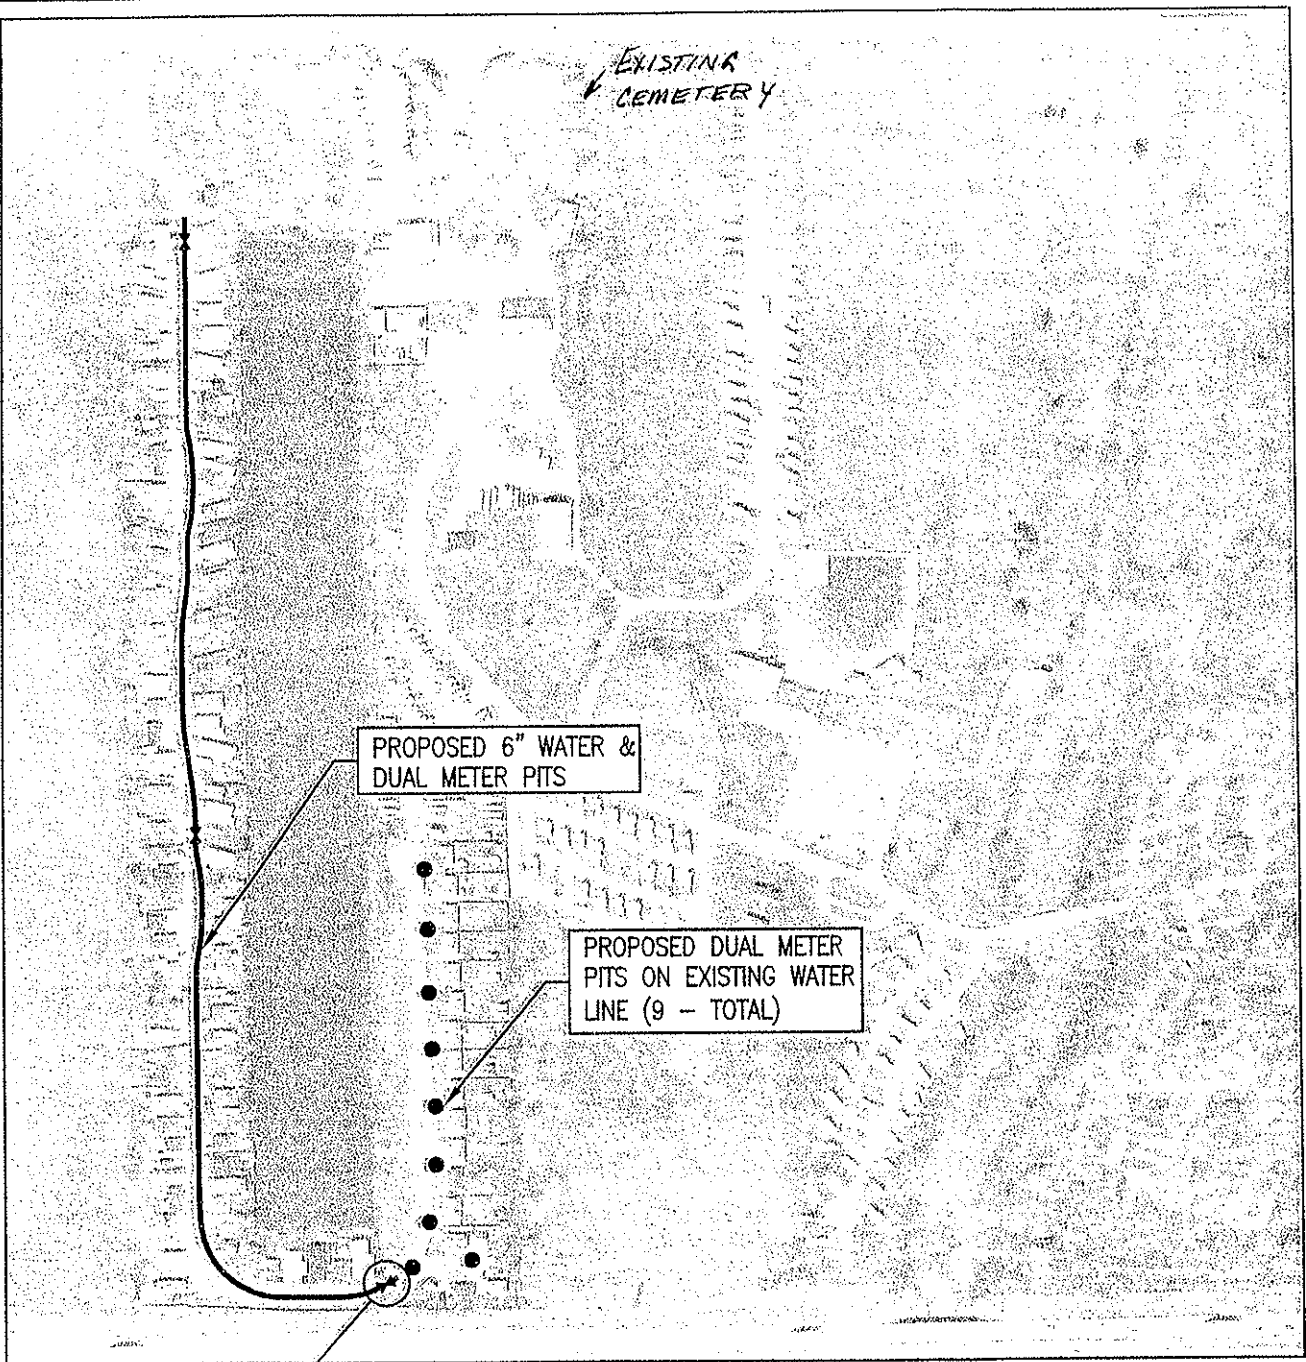 EXISTING
CEMETERY
PROPOSED 6" WATER &
DUAL METER PITS
PROPOSED DUAL METER
PITS ON EXISTING WATER
LINE (9 - TOTAL)